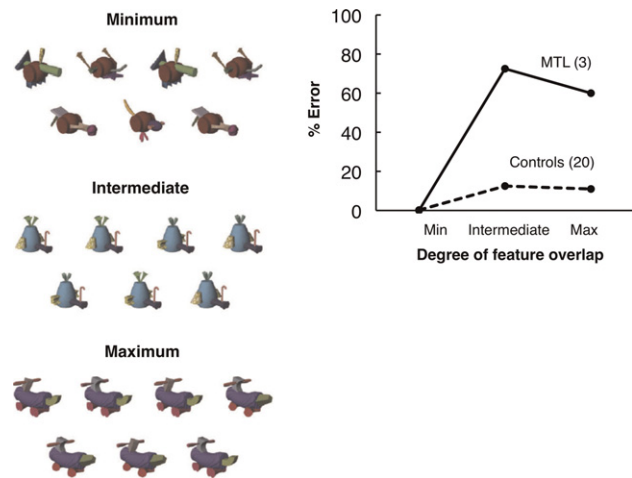 Minimum
Intermediate
Maximum
100
80
60
40
20
0
% Error
MTL (3)
Controls (20)
Min Intermediate Max
Degree of feature overlap